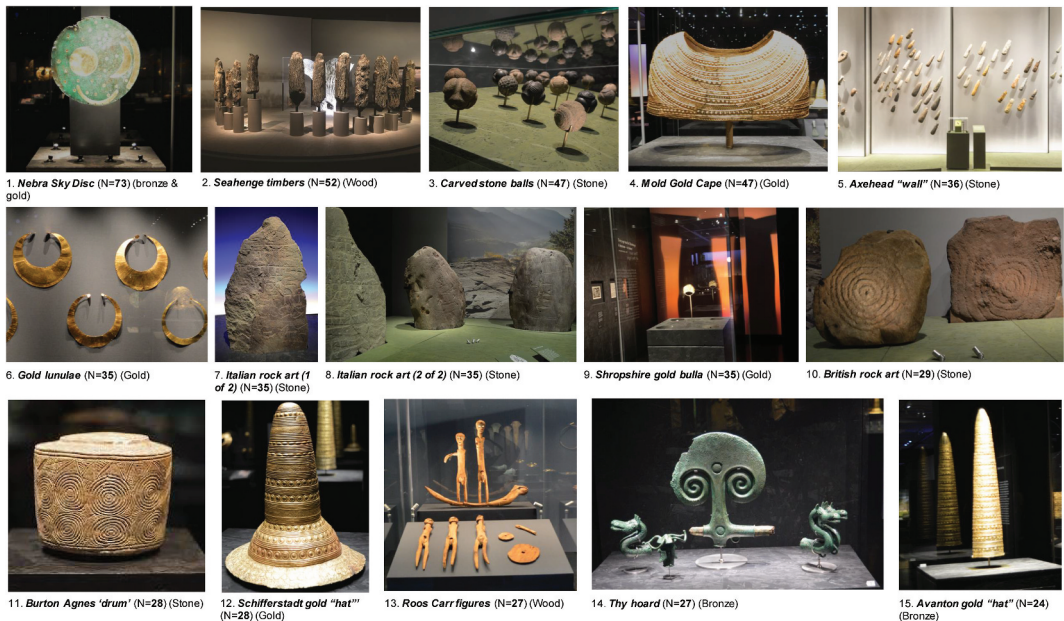 1. Nebra Sky Disc (N=73) (bronze &
gold)
2. Seahenge timbers (N=52) (Wood)
3. Carved stone balls (N=47) (Stone)
4. Mold Gold Cape (N=47) (Gold)
5. Axehead “wall” (N=36) (Stone)
6. Gold lunulae (N=35) (Gold)
7. Italian rock art (1
of 2) (N=35) (Stone)
8. Italian rock art (2 of 2) (N=35) (Stone)
9. Shropshire gold bulla (N=35) (Gold)
10. British rock art (N=29) (Stone)
11. Burton Agnes ‘drum’ (N=28) (Stone)
12. Schifferstadt gold “hat”’
(N=28) (Gold)
13. Roos Carr figures (N=27) (Wood)
14. Thy hoard (N=27) (Bronze)
15. Avanton gold “hat” (N=24)
(Bronze)